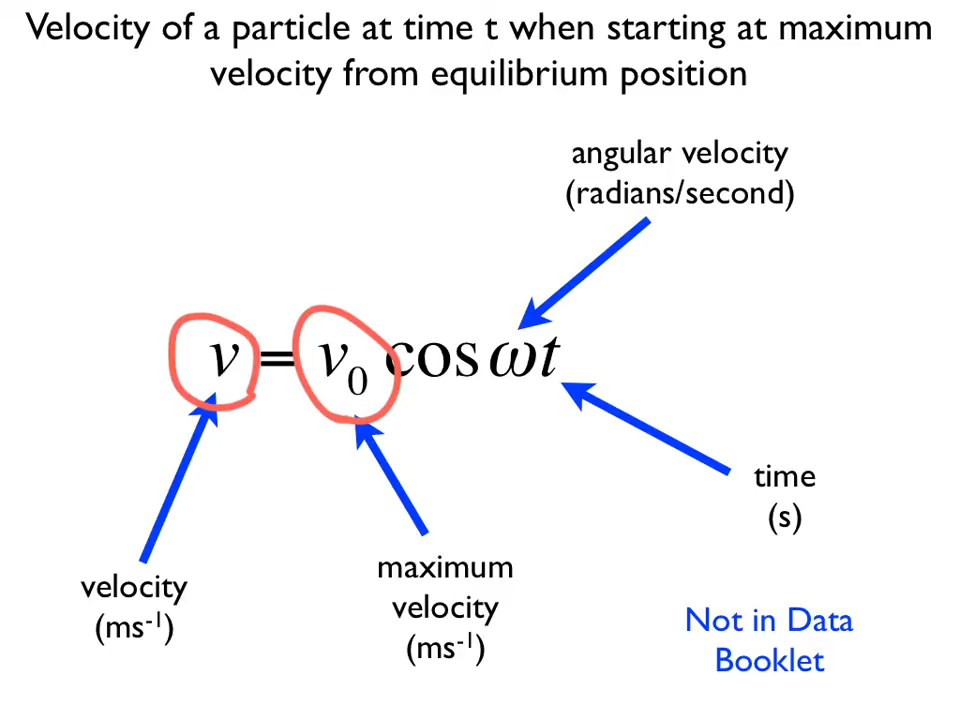 Velocity of a particle at time t when starting at maximum
velocity from equilibrium position
angular velocity
(radians/second)
v = v₀ cos ωt
time
(s)
velocity
(ms⁻¹)
maximum
velocity
(ms⁻¹)
Not in Data
Booklet